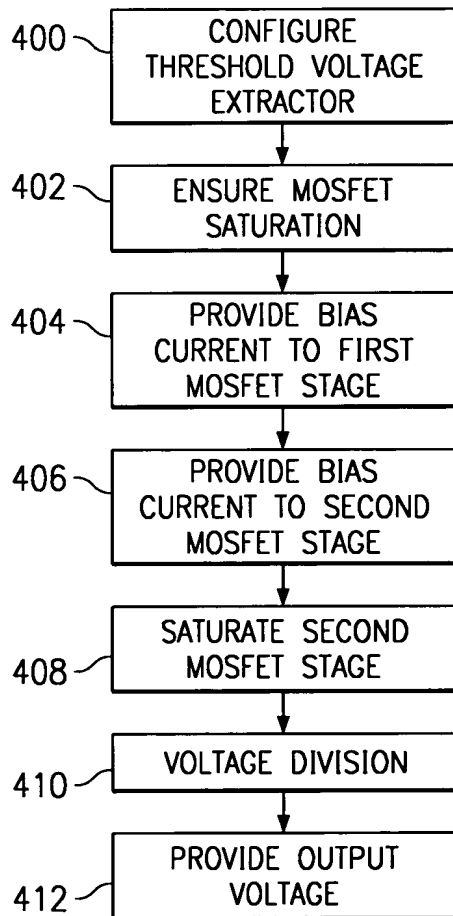 400
CONFIGURE
THRESHOLD VOLTAGE
EXTRACTOR
402
ENSURE MOSFET
SATURATION
404
PROVIDE BIAS
CURRENT TO FIRST
MOSFET STAGE
406
PROVIDE BIAS
CURRENT TO SECOND
MOSFET STAGE
408
SATURATE SECOND
MOSFET STAGE
410
VOLTAGE DIVISION
412
PROVIDE OUTPUT
VOLTAGE